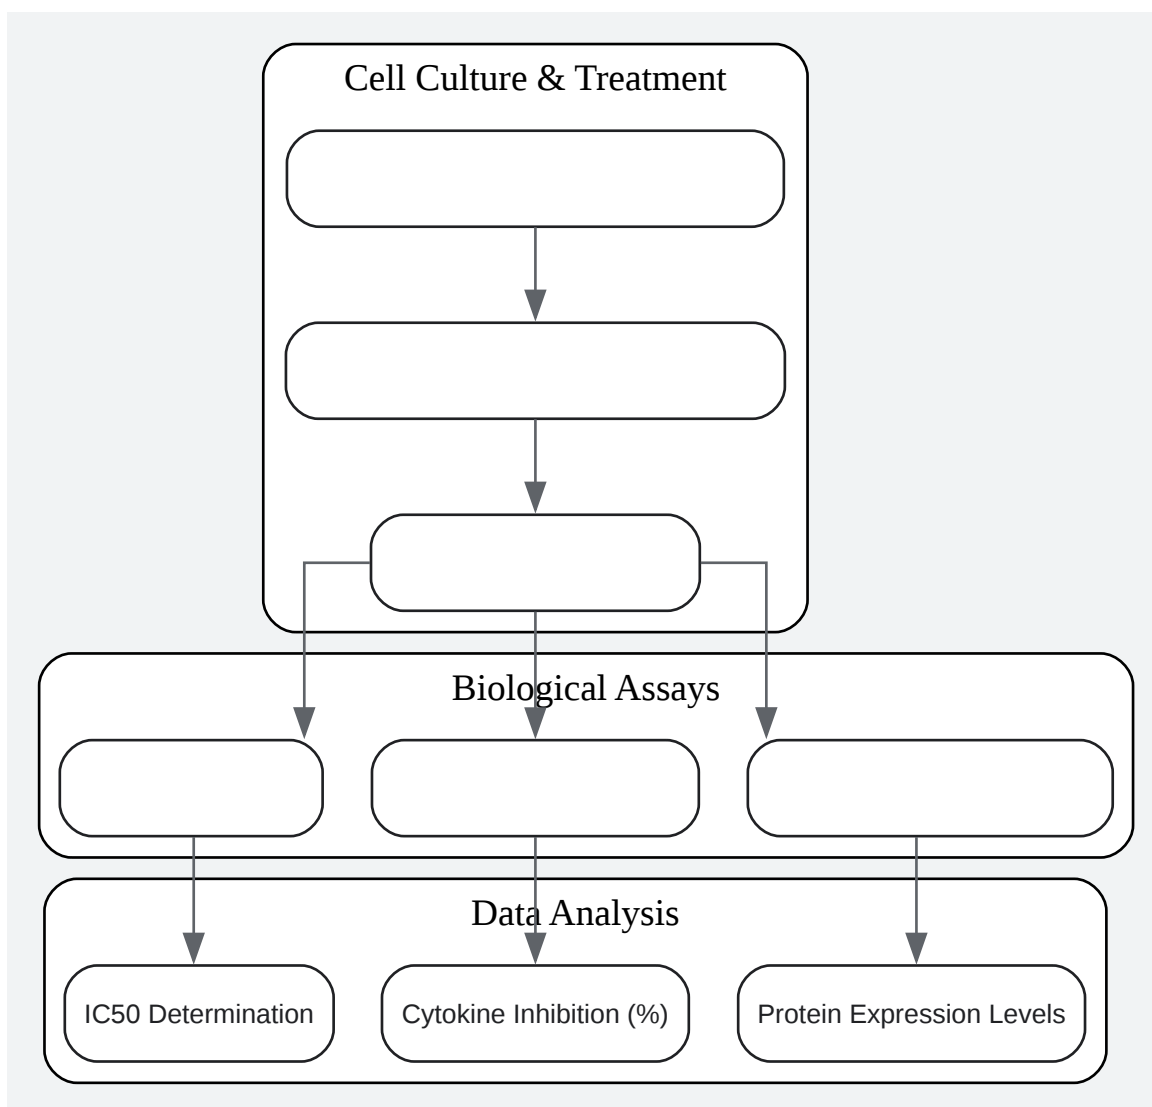 Cell Culture & Treatment
Biological Assays
Data Analysis
IC50 Determination
Cytokine Inhibition (%)
Protein Expression Levels